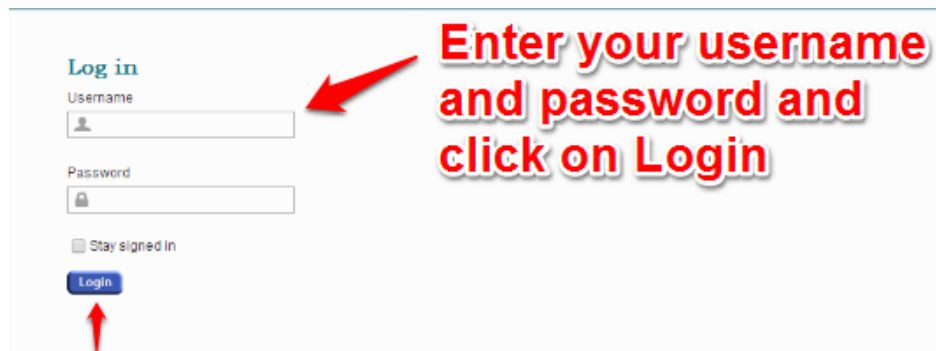 Log in
Username
Password
Stay signed in
Login
Enter your username
and password and
click on Login